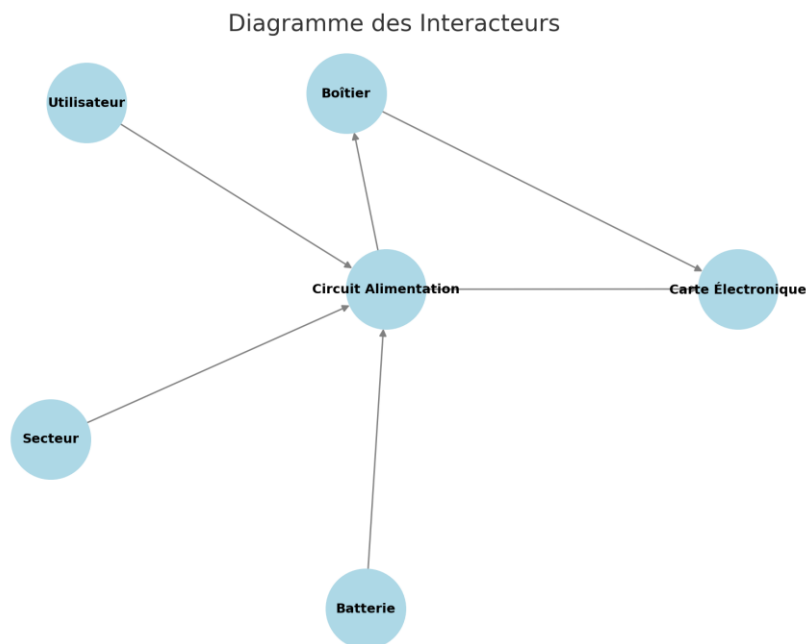 Diagramme des Interacteurs
Utilisateur
Boîtier
Circuit Alimentation
Carte Électronique
Secteur
Batterie